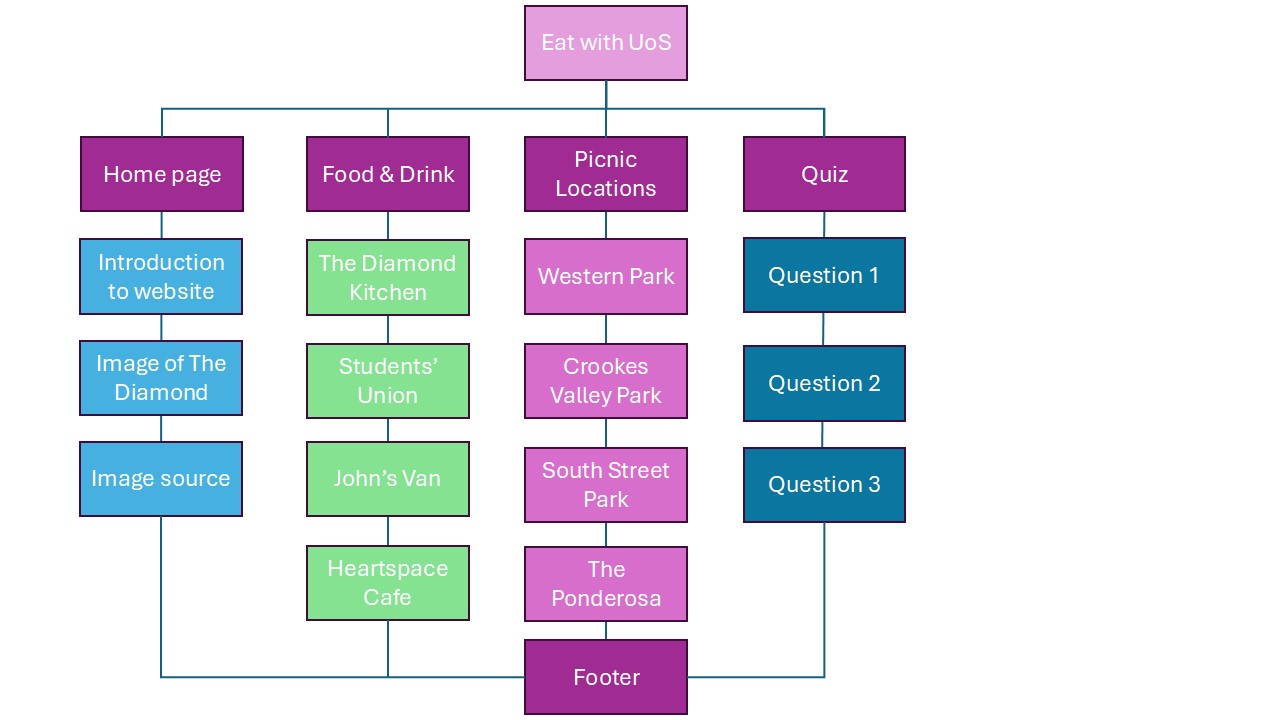 Eat with UoS
Home page
Food & Drink
Picnic
Locations
Quiz
Introduction
to website
The Diamond
Kitchen
Western Park
Question 1
Image of The
Diamond
Students’
Union
Crookes
Valley Park
Question 2
Image source
John’s Van
South Street
Park
Question 3
Heartspace
Cafe
The
Ponderosa
Footer